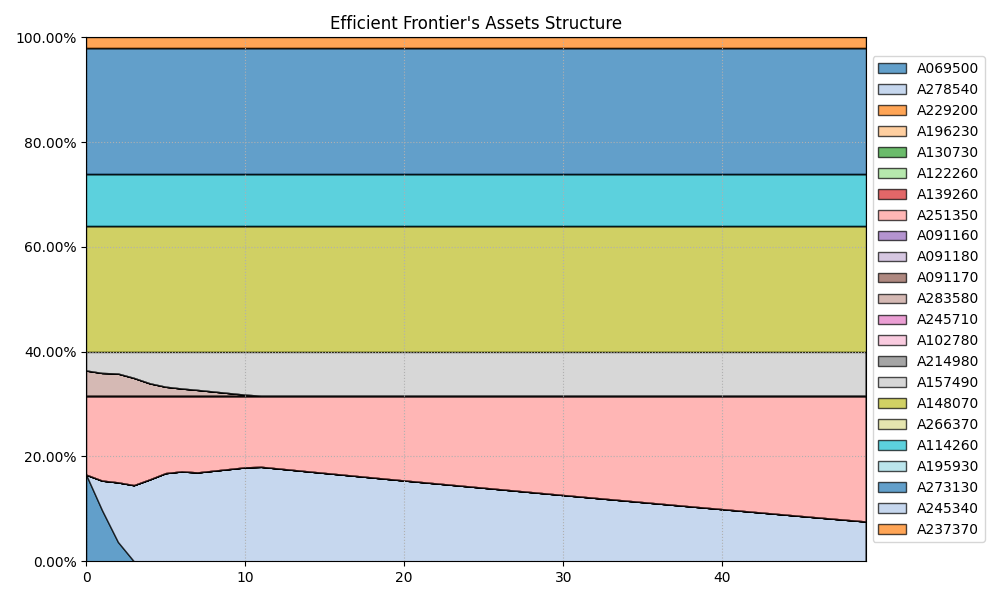 Efficient Frontier's Assets Structure
100.00%
80.00%
60.00%
40.00%
20.00%
0.00%
0
10
20
30
40
A069500
A278540
A229200
A196230
A130730
A122260
A139260
A251350
A091160
A091180
A091170
A283580
A245710
A102780
A214980
A157490
A148070
A266370
A114260
A195930
A273130
A245340
A237370